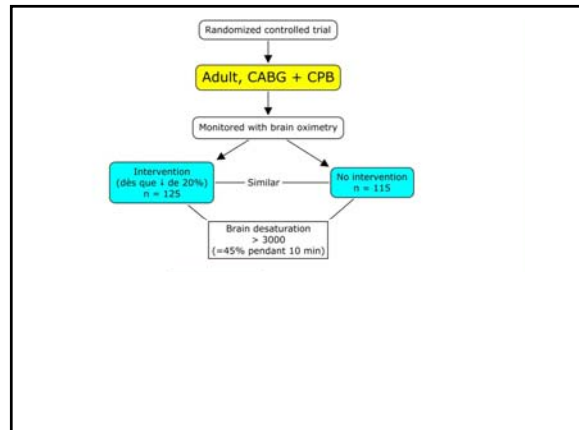 Randomized controlled trial
Adult, CABG + CPB
Monitored with brain oximetry
Intervention
(dès que ↓ de 20%)
n = 125
Similar
No intervention
n = 115
Brain desaturation
> 3000
(=45% pendant 10 min)